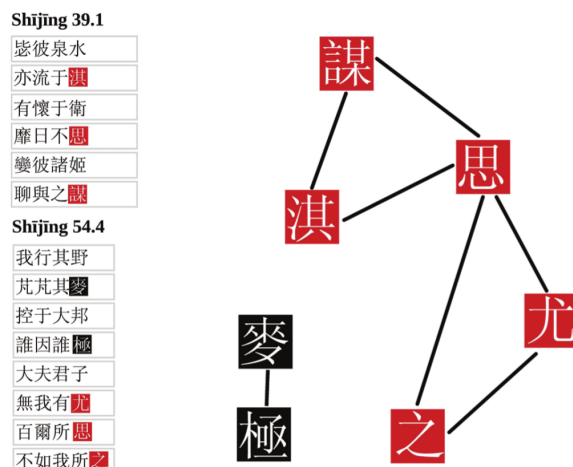 Shījīng 39.1
毖彼泉水
亦流于淇
有懷于衛
靡日不思
孌彼諸姬
聊與之謀
Shījīng 54.4
我行其野
芃芃其麥
控于大邦
誰因誰極
大夫君子
無我有尤
百爾所思
不如我所之
謀
思
淇
尤
麥
之
極